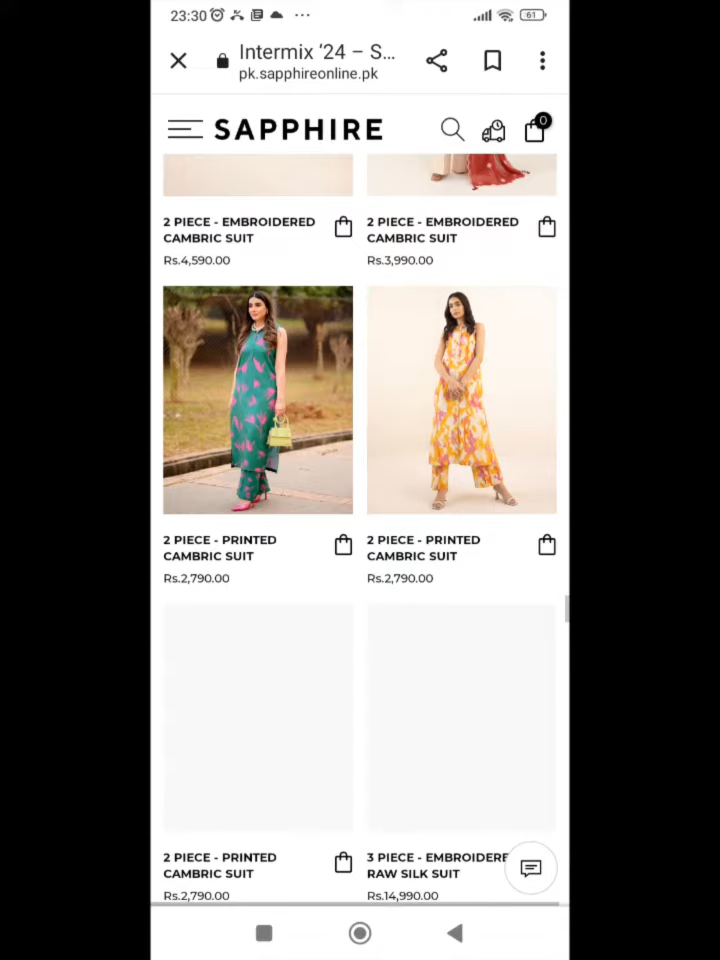 23:30
61
Intermix ‘24 – S...
pk.sapphireonline.pk
SAPPHIRE
0
2 PIECE - EMBROIDERED
CAMBRIC SUIT
Rs.4,590.00
2 PIECE - EMBROIDERED
CAMBRIC SUIT
Rs.3,990.00
2 PIECE - PRINTED
CAMBRIC SUIT
Rs.2,790.00
2 PIECE - PRINTED
CAMBRIC SUIT
Rs.2,790.00
2 PIECE - PRINTED
CAMBRIC SUIT
Rs.2,790.00
3 PIECE - EMBROIDERE
RAW SILK SUIT
Rs.14,990.00